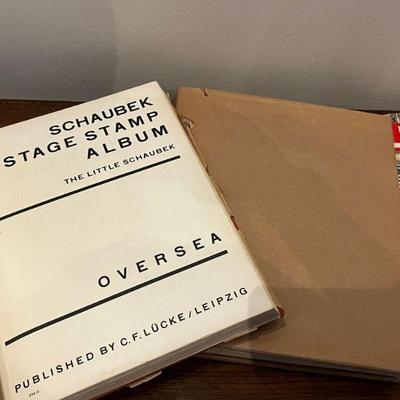 SCHAUBEK
STAGE STAMP
ALBUM
THE LITTLE SCHAUBEK
OVERSEA
PUBLISHED BY C.F. LÜCKE/LEIPZIG